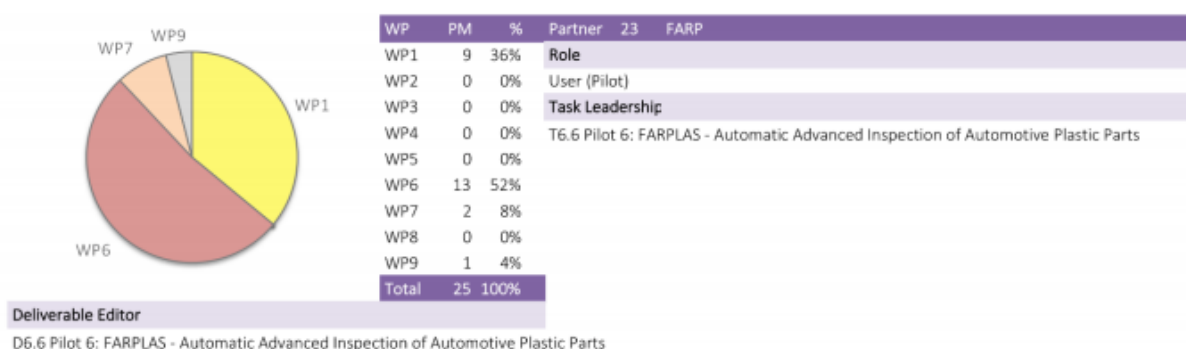 WP9
WP7
WP1
WP6
WP PM % Partner 23 FARP
WP1 9 36% Role
WP2 0 0% User (Pilot)
WP3 0 0% Task Leadership
WP4 0 0% T6.6 Pilot 6: FARPLAS - Automatic Advanced Inspection of Automotive Plastic Parts
WP5 0 0%
WP6 13 52%
WP7 2 8%
WP8 0 0%
WP9 1 4%
Total 25 100%
Deliverable Editor
D6.6 Pilot 6: FARPLAS - Automatic Advanced Inspection of Automotive Plastic Parts